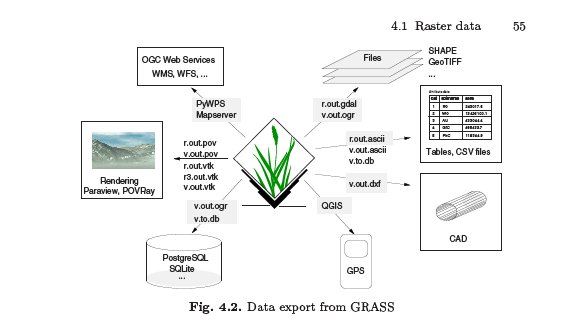 4.1 Raster data 55
OGC Web Services
WMS, WFS, ...
Files
SHAPE
GeoTIFF
...
PyWPS
Mapserver
r.out.gdal
v.out.ogr
r.out.pov
v.out.pov
r.out.vtk
r3.out.vtk
v.out.vtk
r.out.ascii
v.out.ascii
v.to.db
Tables, CSV files
Rendering
Paraview, POVRay
v.out.dxf
v.out.ogr
v.to.db
QGIS
CAD
PostgreSQL
SQLite
...
GPS
Fig. 4.2. Data export from GRASS